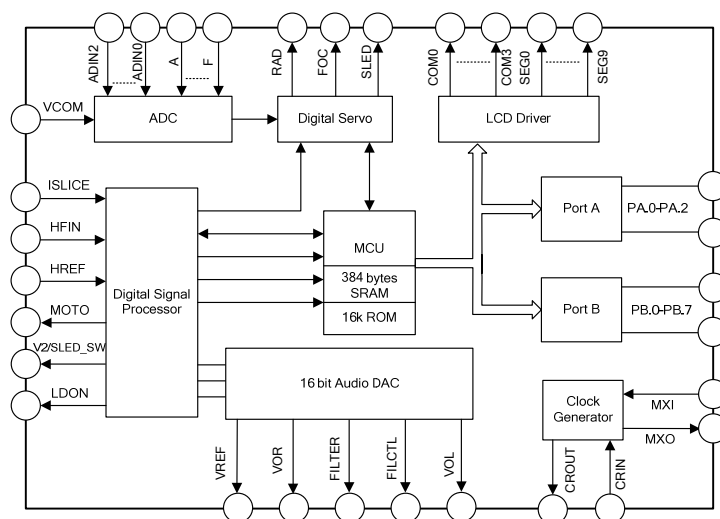 ADIN2
ADIN0
A
F
RAD
FOC
SLED
COM0
COM3
SEG0
SEG9
VCOM
ADC
Digital Servo
LCD Driver
ISLICE
HFIN
HREF
MOTO
V2/SLED_SW
LDON
Digital Signal
Processor
MCU
384 bytes
SRAM
16k ROM
Port A
PA.0-PA.2
Port B
PB.0-PB.7
16 bit Audio DAC
Clock
Generator
MXI
MXO
VREF
VOR
FILTER
FILCTL
VOL
CROUT
CRIN